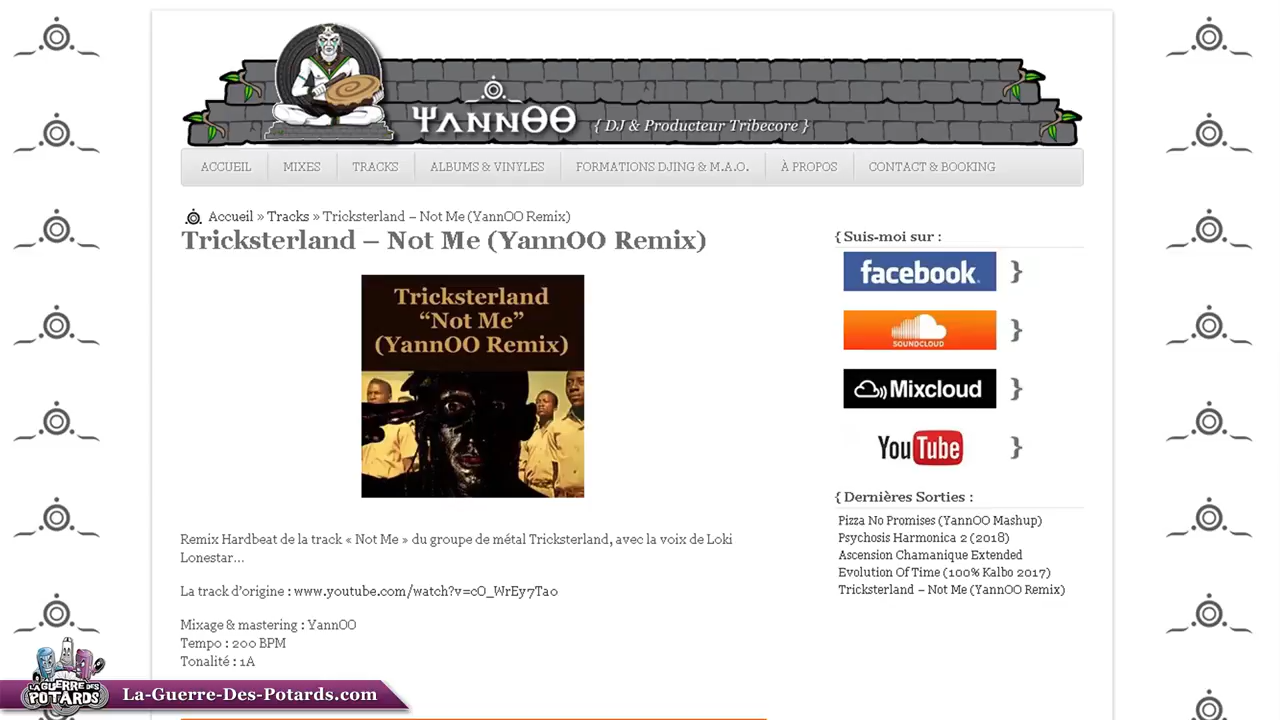 YANNOO
{ DJ & Producteur Tribecore }
ACCUEIL
MIXES
TRACKS
ALBUMS & VINYLES
FORMATIONS DJING & M.A.O.
À PROPOS
CONTACT & BOOKING
Accueil » Tracks » Tricksterland – Not Me (YannOO Remix)
Tricksterland – Not Me (YannOO Remix)
Tricksterland
“Not Me”
(YannOO Remix)
Remix Hardbeat de la track « Not Me » du groupe de métal Tricksterland, avec la voix de Loki
Lonestar…
La track d’origine : www.youtube.com/watch?v=cO_WrEy7Tao
Mixage & mastering : YannOO
Tempo : 200 BPM
Tonalité : 1A
{ Suis-moi sur :
facebook. }
SOUNDCLOUD }
Mixcloud }
YouTube }
{ Dernières Sorties :
Pizza No Promises (YannOO Mashup)
Psychosis Harmonica 2 (2018)
Ascension Chamanique Extended
Evolution Of Time (100% Kalbo 2017)
Tricksterland – Not Me (YannOO Remix)
LA GUERRE DES
POTARDS
La-Guerre-Des-Potards.com